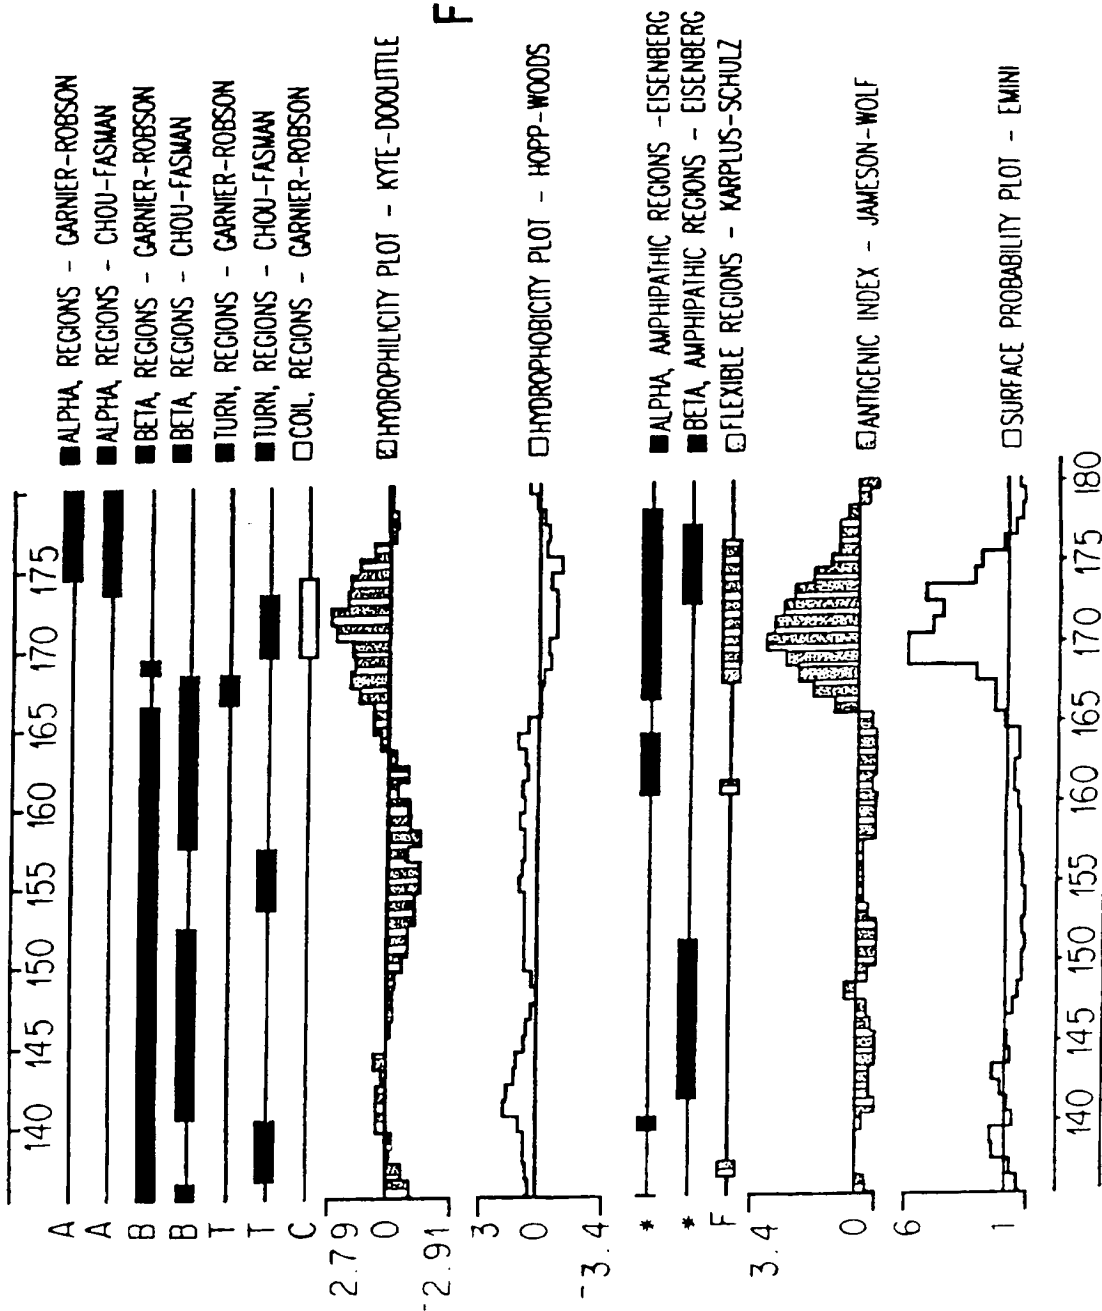 140 145 150 155 160 165 170 175
A ■ALPHA, REGIONS - GARNIER-ROBSON
A ■ALPHA, REGIONS - CHOU-FASMAN
B ■BETA, REGIONS - GARNIER-ROBSON
B ■BETA, REGIONS - CHOU-FASMAN
T ■TURN, REGIONS - GARNIER-ROBSON
T ■TURN, REGIONS - CHOU-FASMAN
C □COIL, REGIONS - GARNIER-ROBSON
2.79
0 HYDROPHILICITY PLOT - KYTE-DOOLITTLE
-2.91
F
3
0 □HYDROPHOBICITY PLOT - HOPP-WOODS
-3.4
* ■ALPHA, AMPHIPATHIC REGIONS -EISENBERG
* ■BETA, AMPHIPATHIC REGIONS - EISENBERG
F FLEXIBLE REGIONS - KARPLUS-SCHULZ
3.4
0 ANTIGENIC INDEX - JAMESON-WOLF
6
1 □SURFACE PROBABILITY PLOT - EMINI
140 145 150 155 160 165 170 175 180